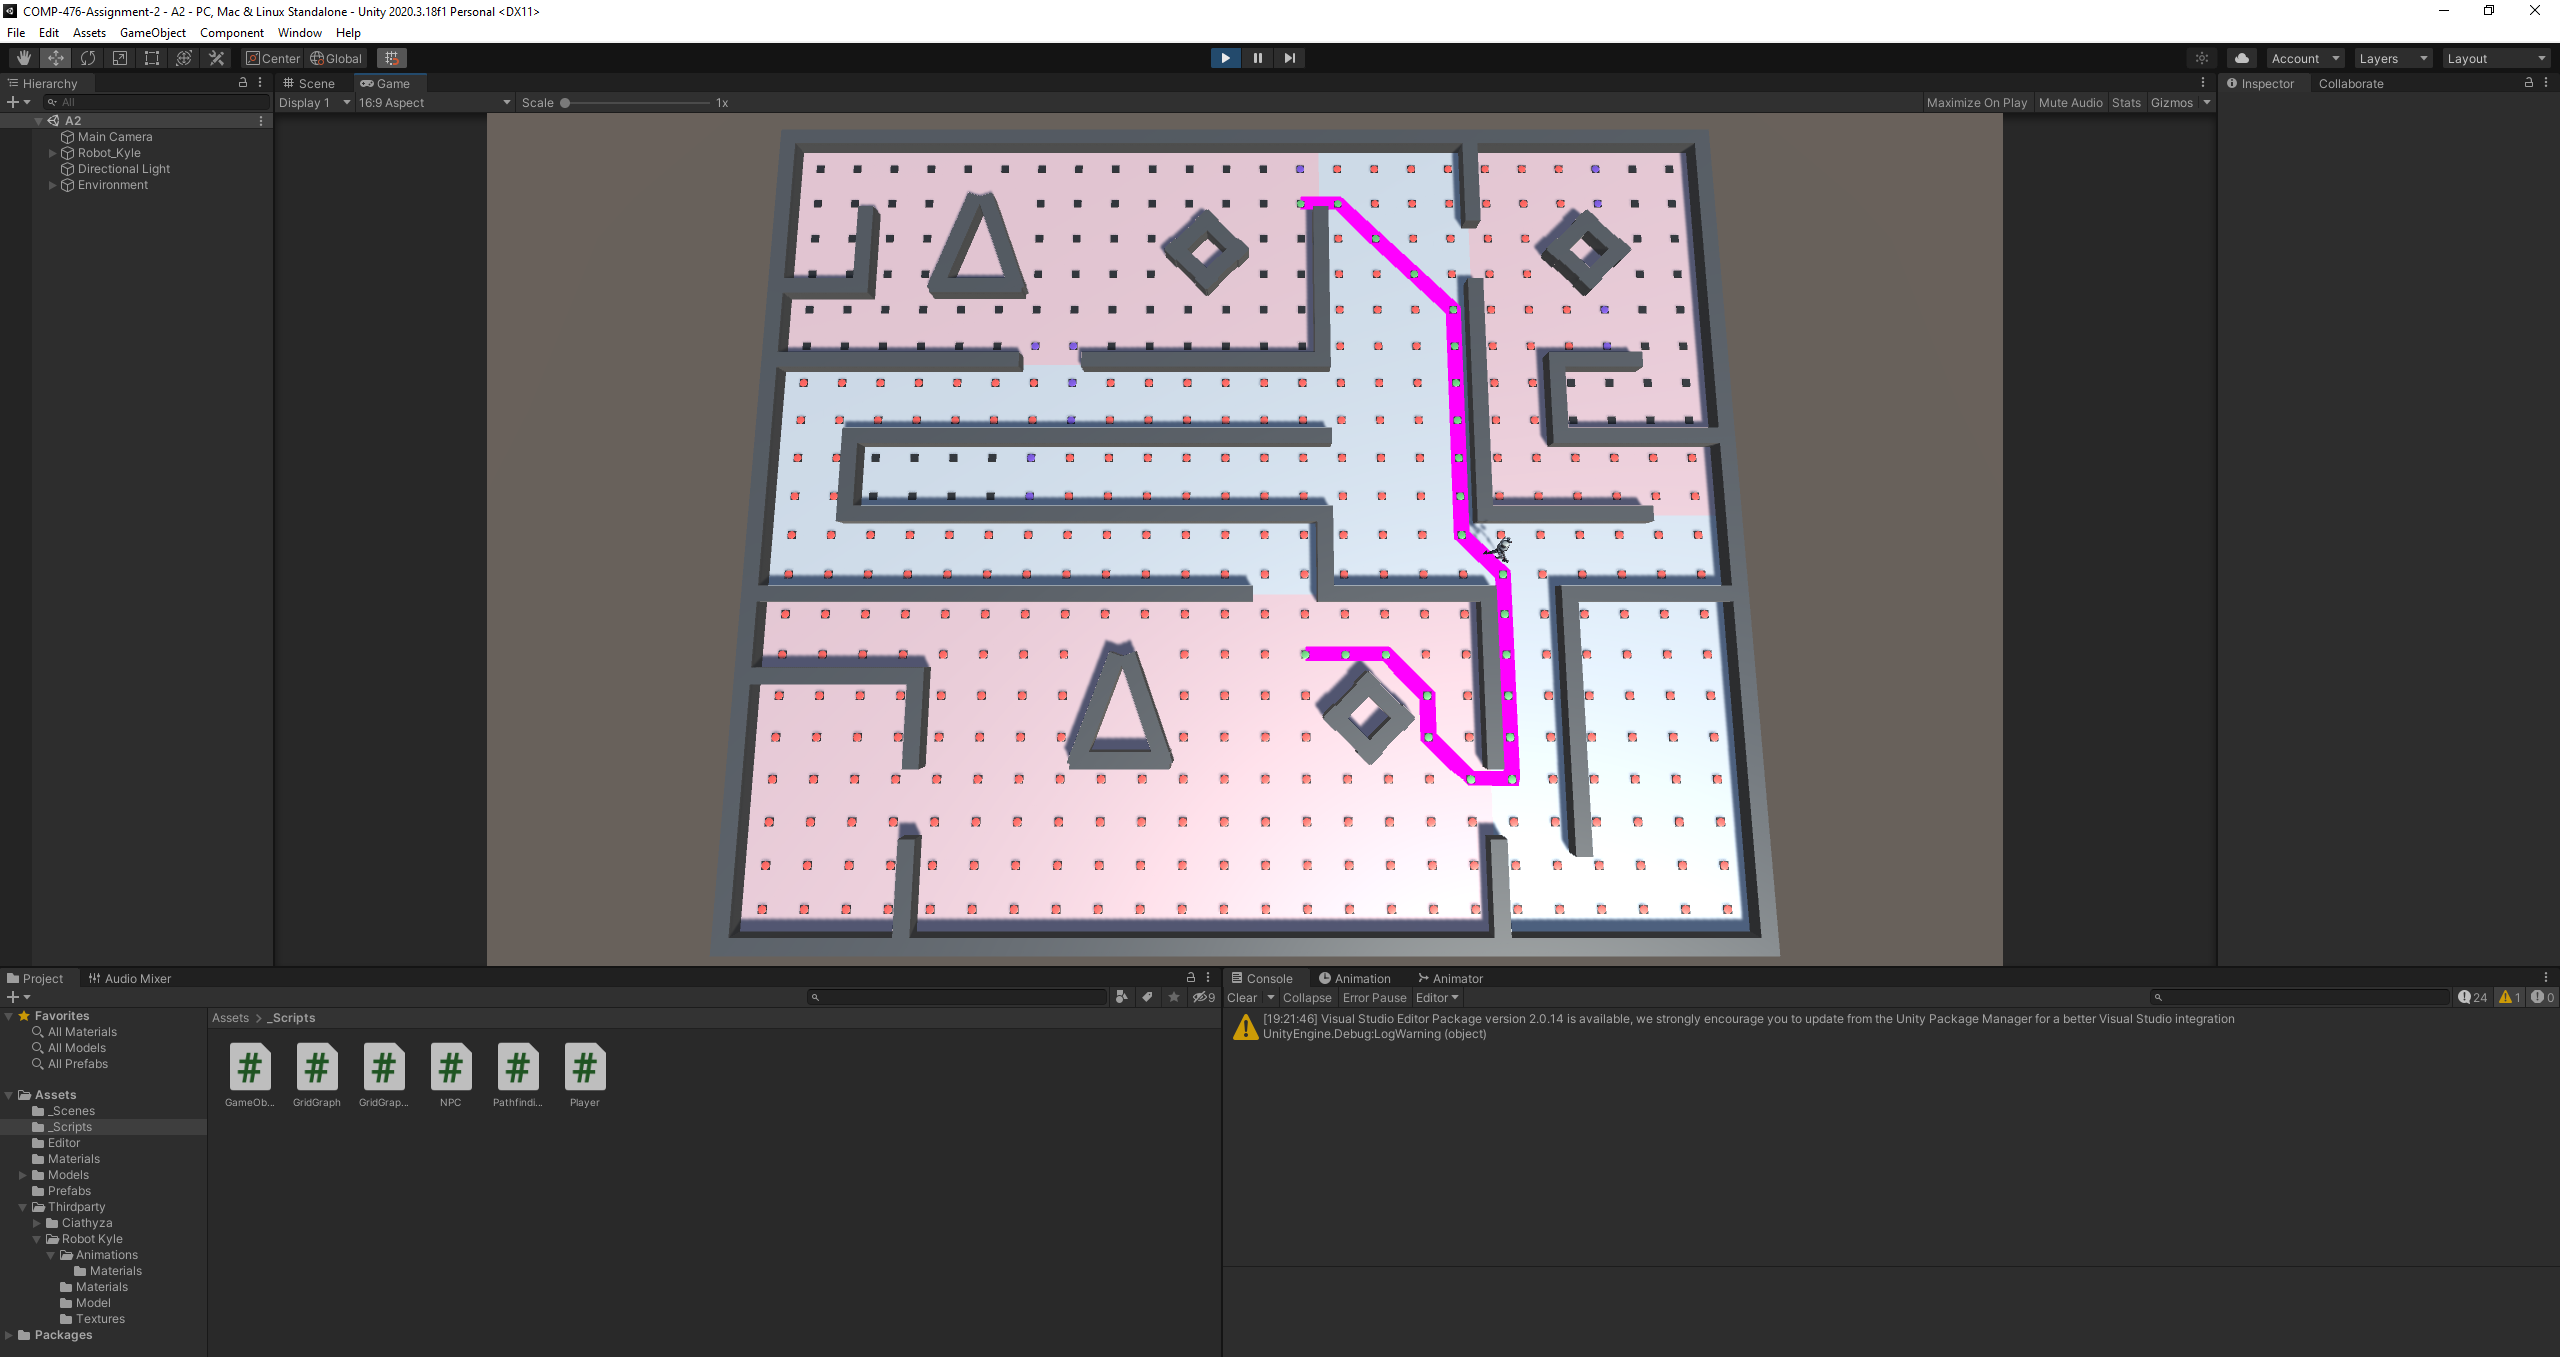 COMP-476-Assignment-2 - A2 - PC, Mac & Linux Standalone - Unity 2020.3.18f1 Personal <DX11>
File Edit Assets GameObject Component Window Help
Center Global Account Layers Layout
Hierarchy Scene Game Inspector Collaborate
All Display 1 16:9 Aspect Scale 1x Maximize On Play Mute Audio Stats Gizmos
A2
Main Camera
Robot_Kyle
Directional Light
Environment
Project Audio Mixer
9
Favorites
All Materials
All Models
All Prefabs
Assets
_Scenes
_Scripts
Editor
Materials
Models
Prefabs
Thirdparty
Ciathyza
Robot Kyle
Animations
Materials
Materials
Model
Textures
Packages
Assets > _Scripts
# # # # # #
GameOb... GridGraph GridGrap... NPC Pathfindi... Player
Console Animation Animator
Clear Collapse Error Pause Editor 24 1 0
[19:21:46] Visual Studio Editor Package version 2.0.14 is available, we strongly encourage you to update from the Unity Package Manager for a better Visual Studio integration
UnityEngine.Debug:LogWarning (object)